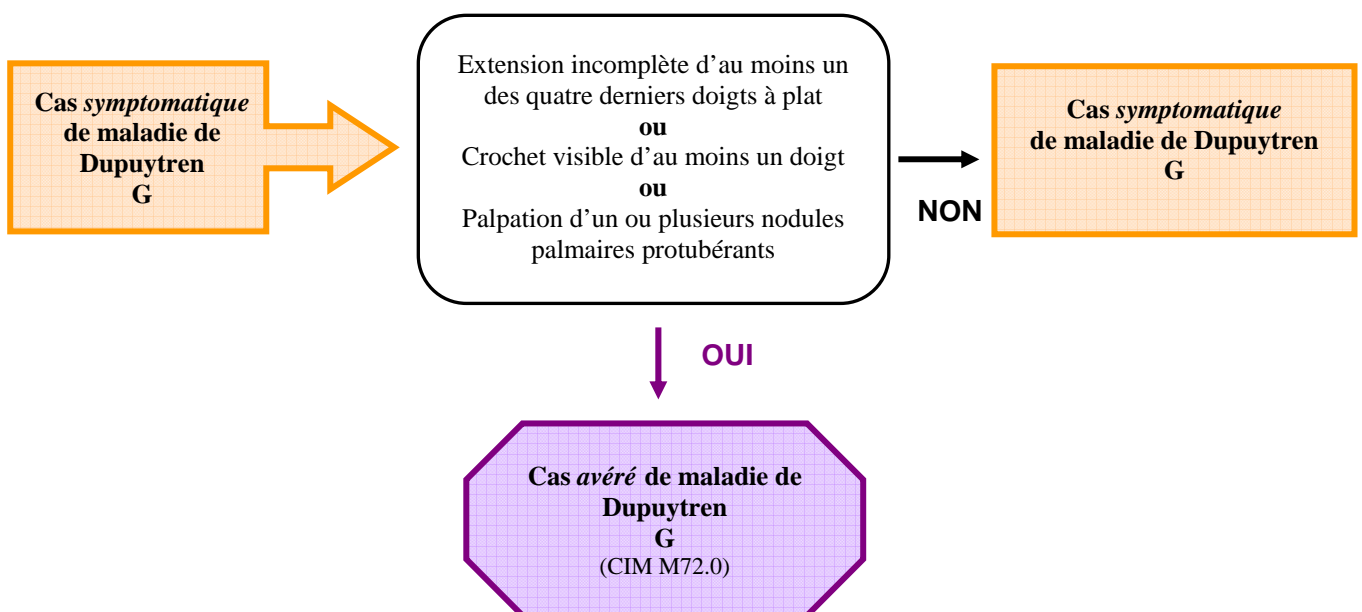 Cas symptomatique
de maladie de
Dupuytren
G
Extension incomplète d’au moins un
des quatre derniers doigts à plat
ou
Crochet visible d’au moins un doigt
ou
Palpation d’un ou plusieurs nodules
palmaires protubérants
NON
Cas symptomatique
de maladie de Dupuytren
G
OUI
Cas avéré de maladie de
Dupuytren
G
(CIM M72.0)